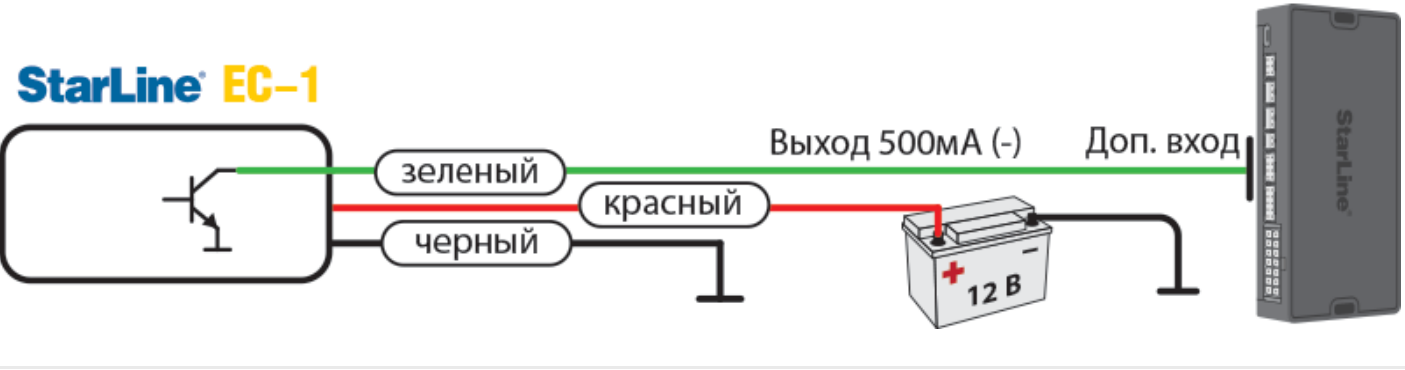 StarLine EC-1
Выход 500мА (-)
Доп. вход
зеленый
красный
черный
12 В
StarLine